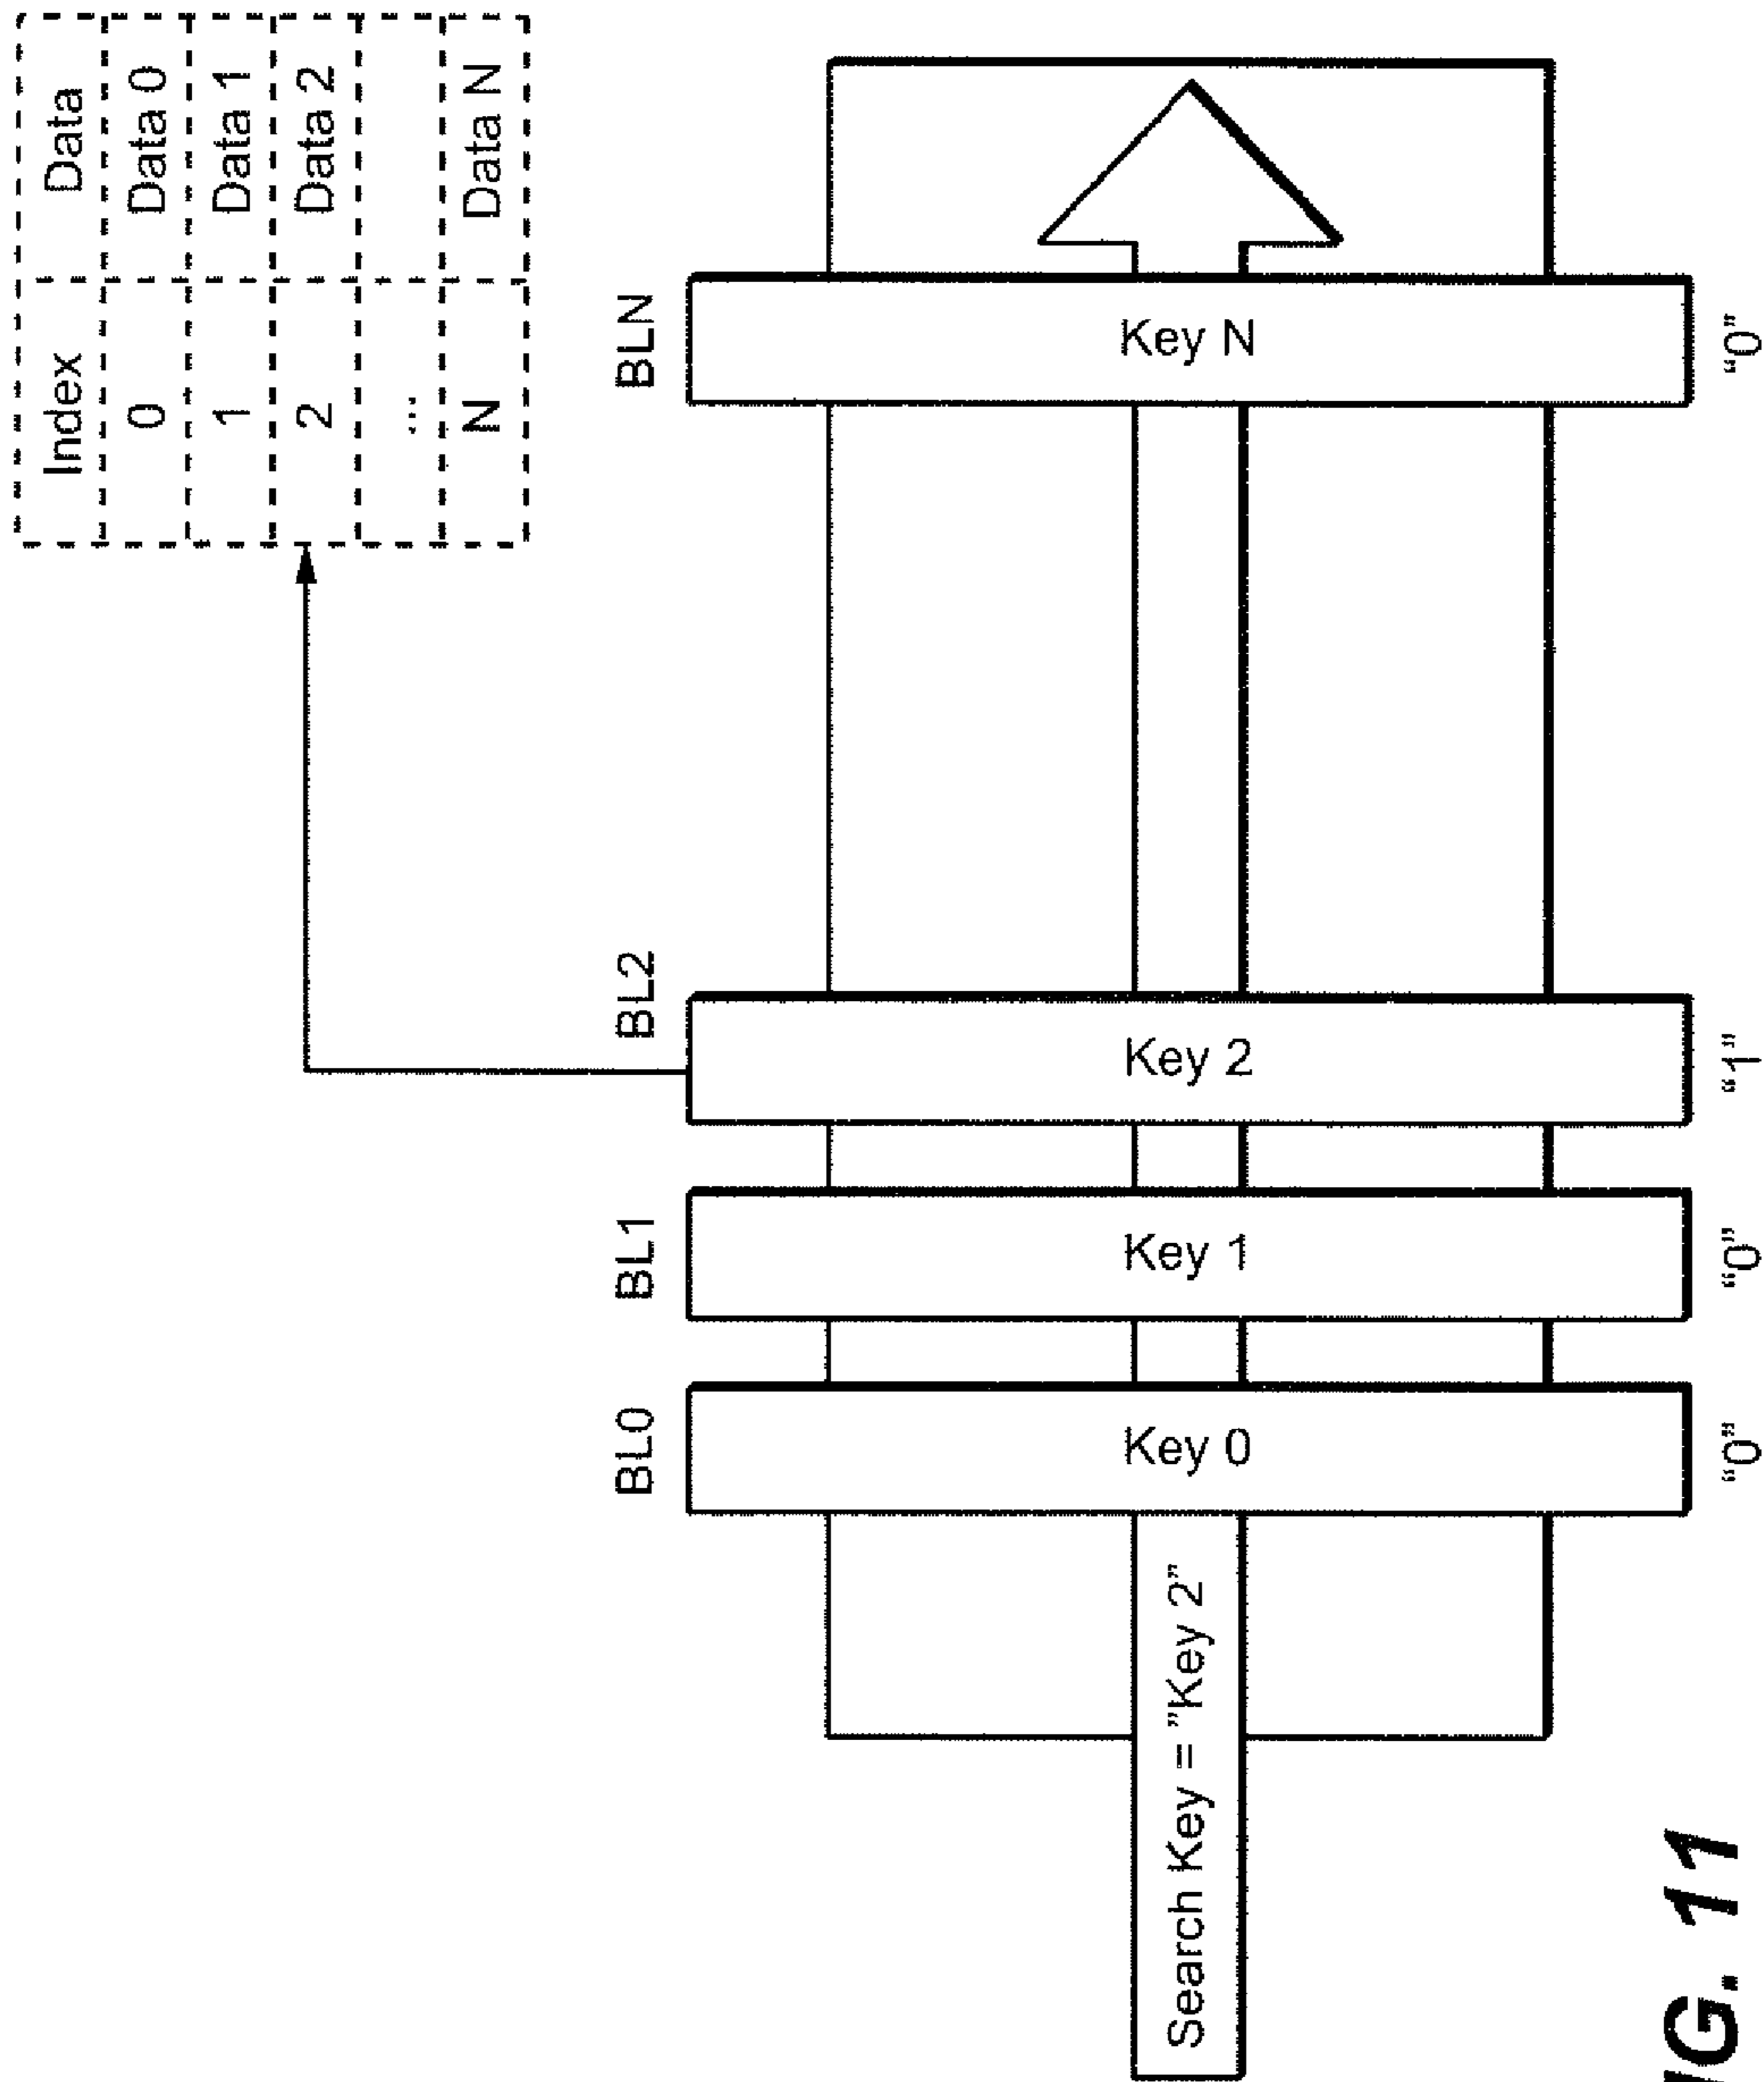 Index Data
0 Data 0
1 Data 1
2 Data 2
...
N Data N
BL0 BL1 BL2 BLN
Search Key = "Key 2"
Key 0
Key 1
Key 2
Key N
“0” “0” “1” “0”
IG. 11